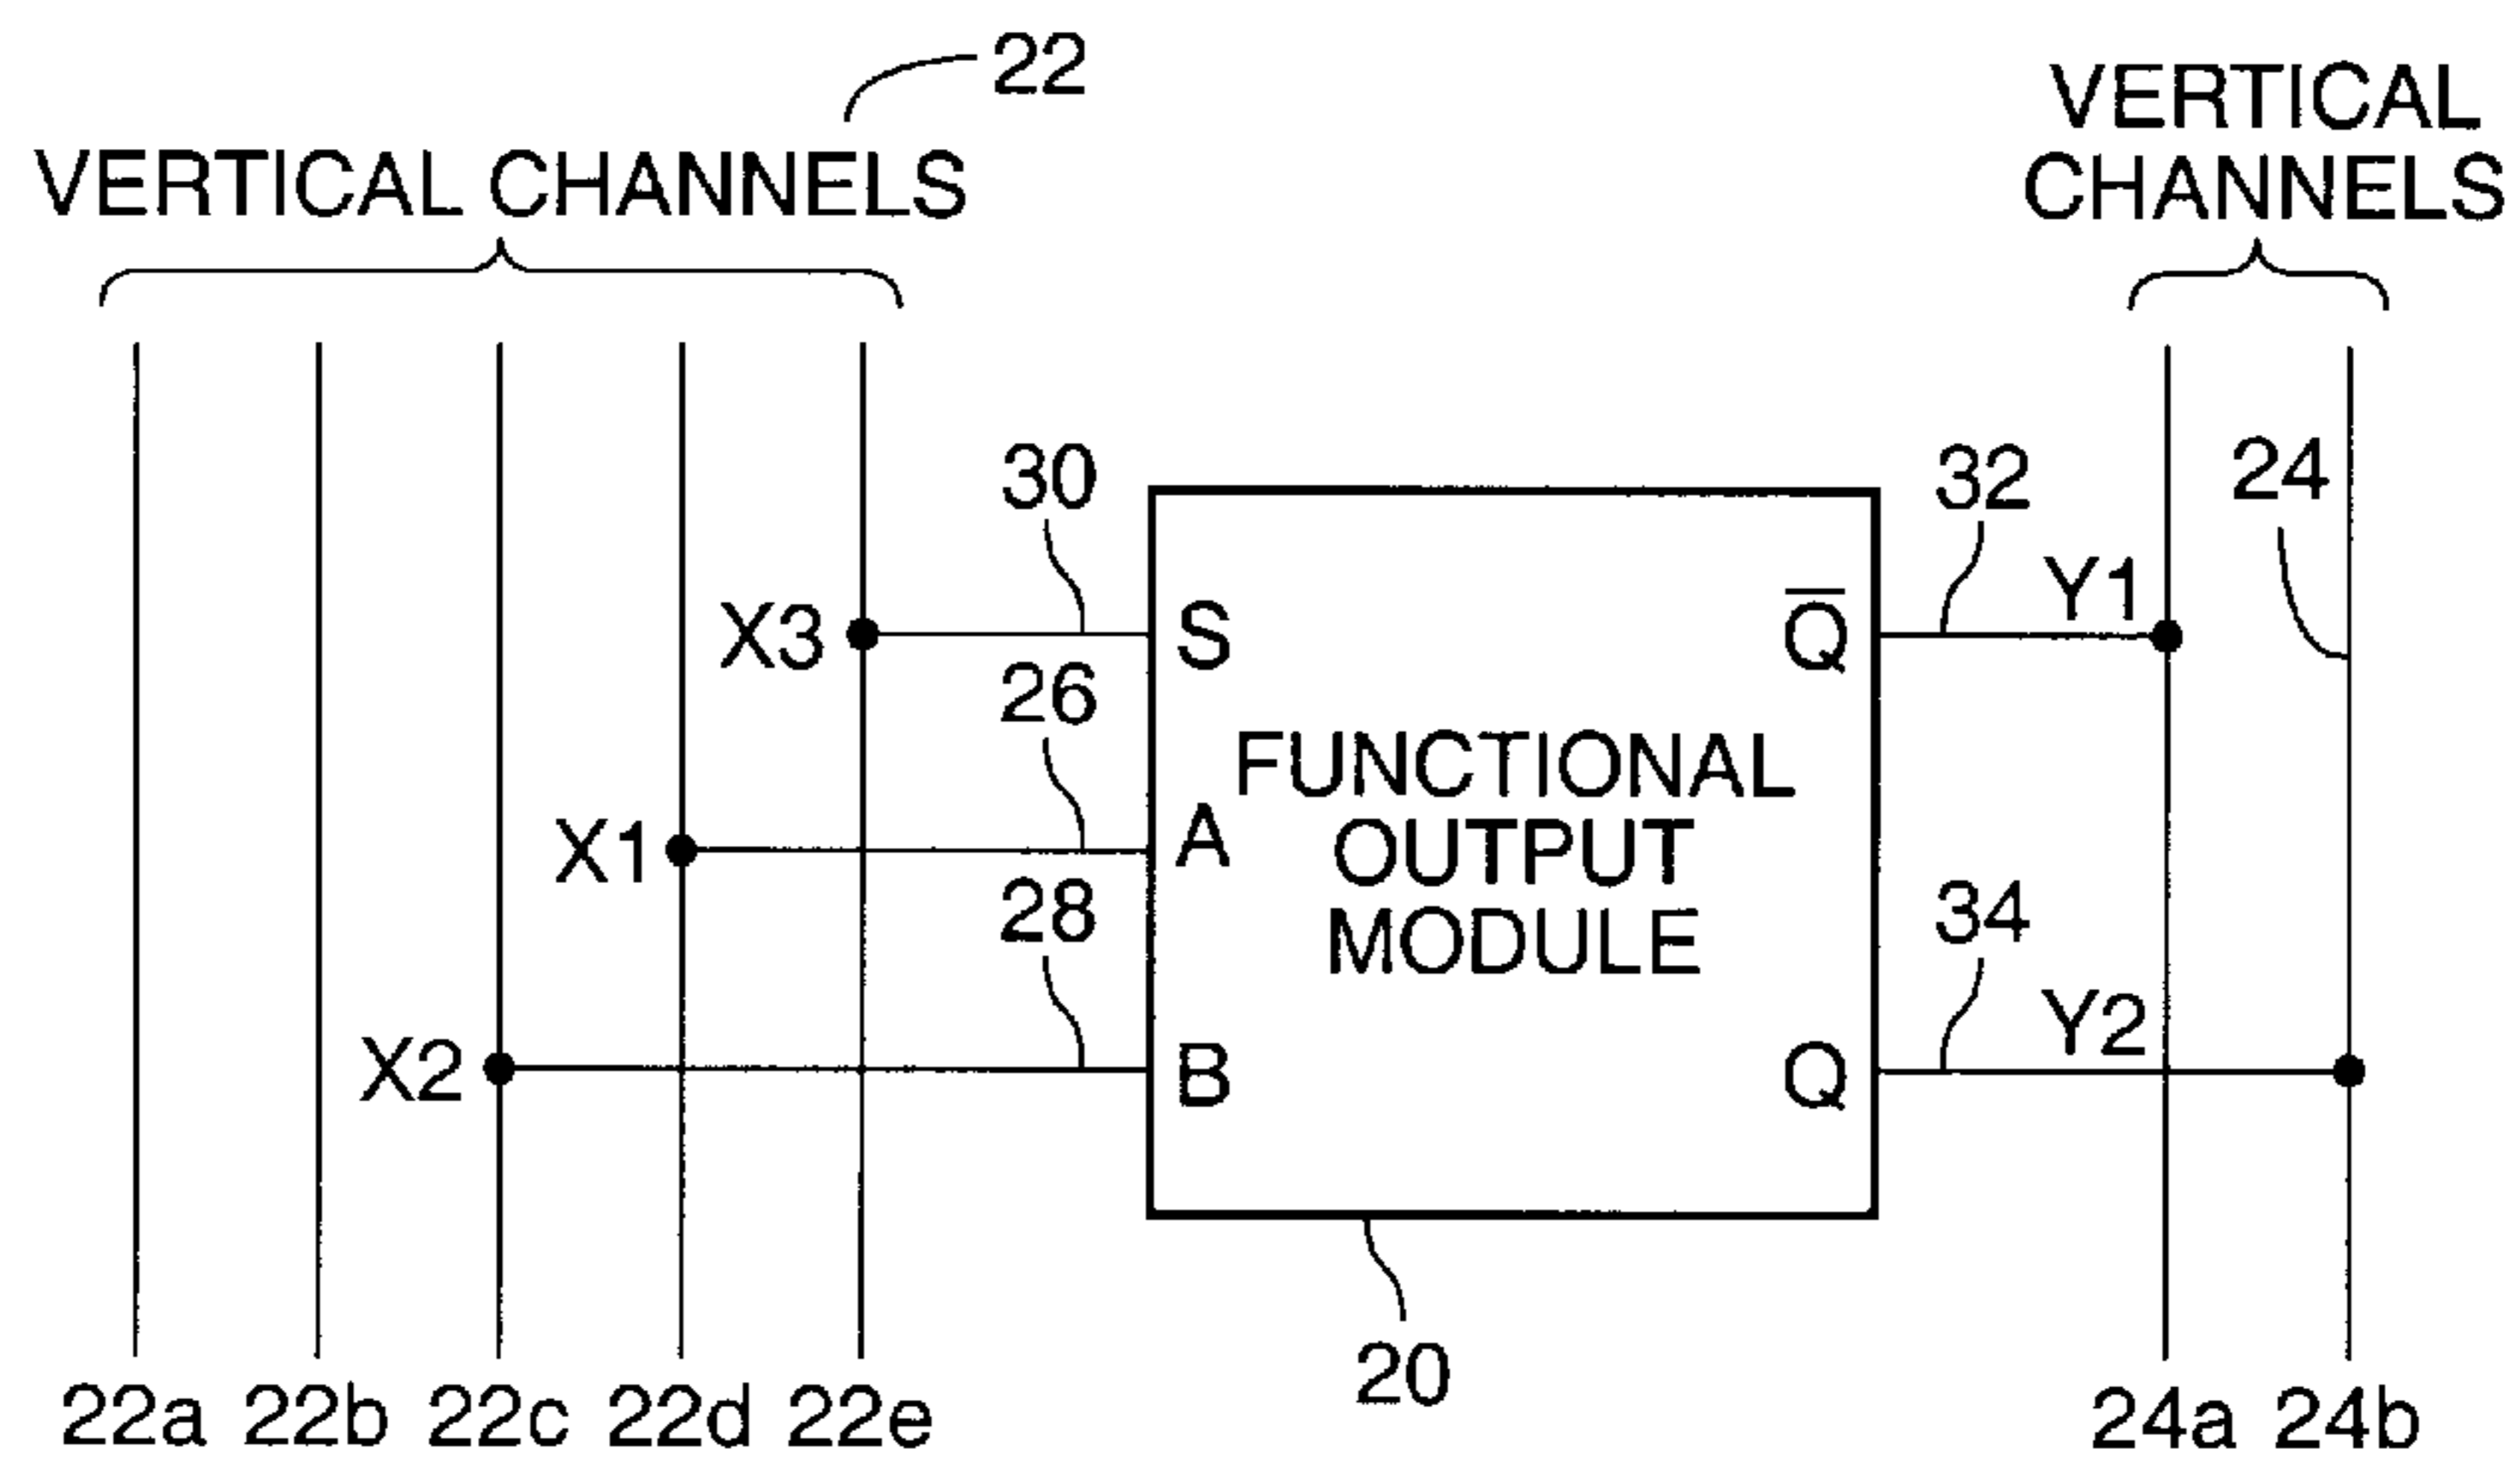 22
VERTICAL CHANNELS
VERTICAL
CHANNELS
30
32
24
X3
S
Q̅
Y1
26
X1
A
FUNCTIONAL
OUTPUT
MODULE
28
34
X2
B
Q
Y2
20
22a 22b 22c 22d 22e
24a 24b